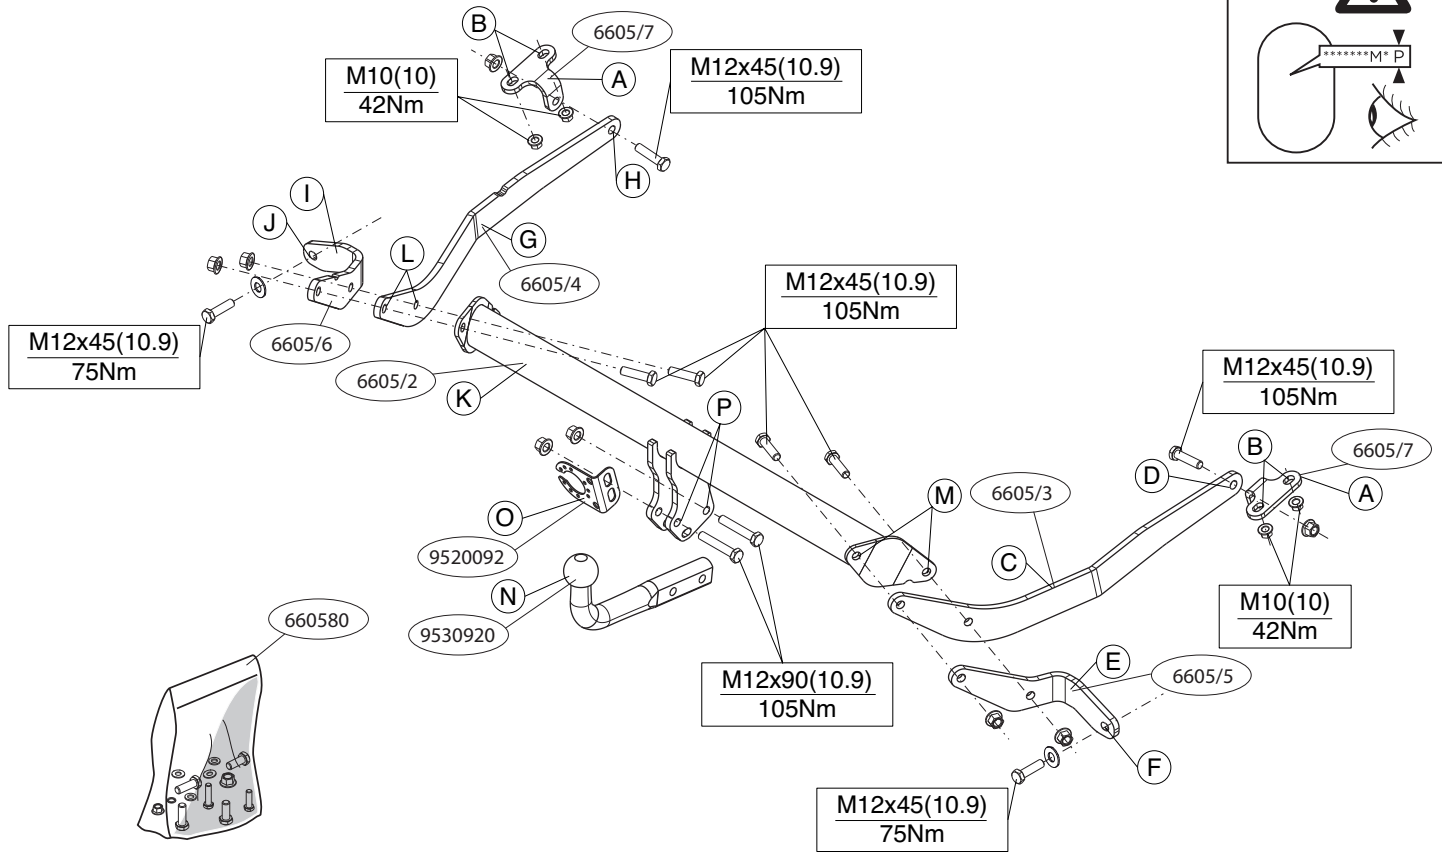 B
6605/7
M12x45(10.9)
105Nm
M10(10)
42Nm
A
*******M* P
H
I
J
L
G
6605/4
M12x45(10.9)
105Nm
M12x45(10.9)
75Nm
6605/6
6605/2
K
P
M12x45(10.9)
105Nm
B
6605/7
D
A
M
6605/3
O
9520092
C
N
9530920
M10(10)
42Nm
660580
E
6605/5
M12x90(10.9)
105Nm
F
M12x45(10.9)
75Nm